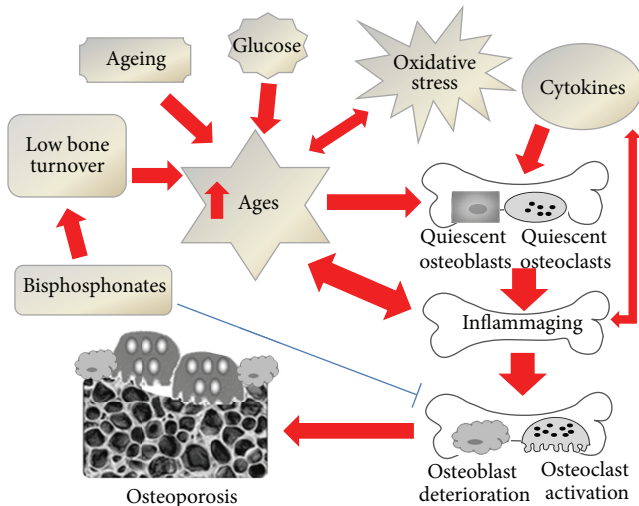 Ageing
Glucose
Oxidative
stress
Cytokines
Low bone
turnover
Ages
Quiescent
osteoblasts
Quiescent
osteoclasts
Bisphosphonates
Inflammaging
Osteoblast
deterioration
Osteoclast
activation
Osteoporosis